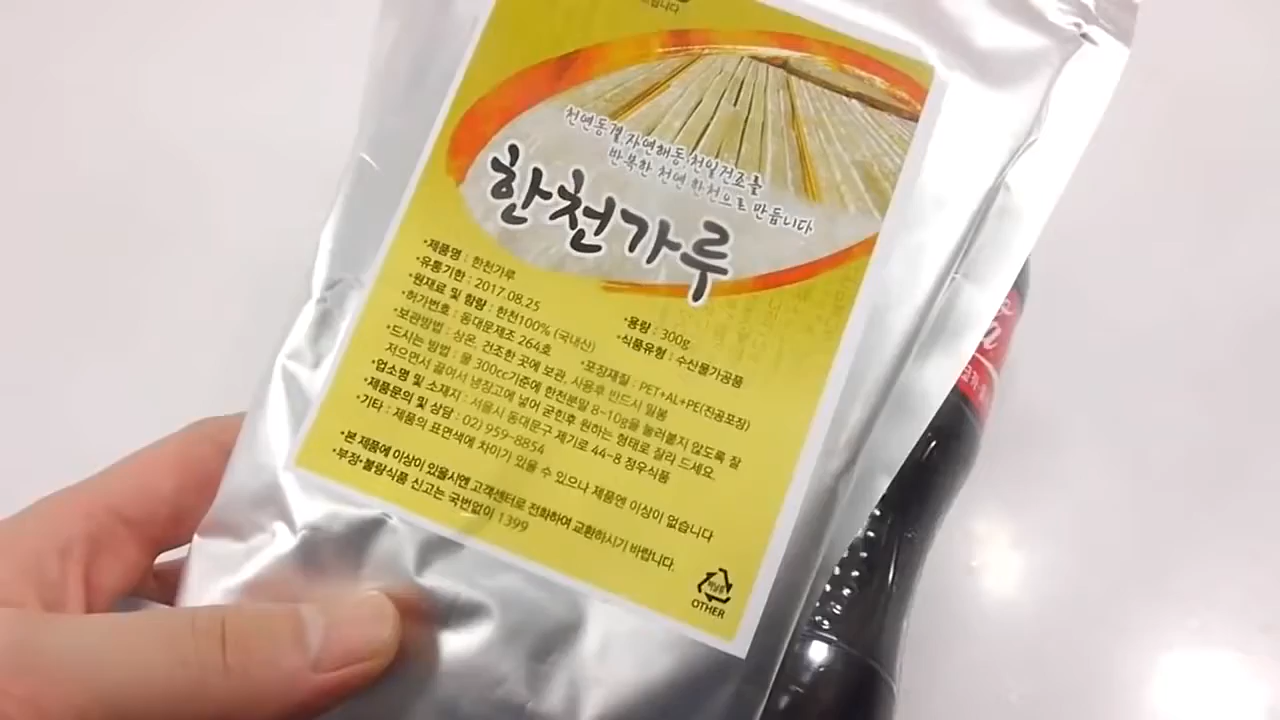 니다
천연동결 자연해동 천일건조를
반복한 천연 한천으로 만듭니다
한천가루
·제품명 : 한천가루
·유통기한 : 2017.08.25
·용량 : 300g
·원재료 및 함량 : 한천100% (국내산)
·식품유형 : 수산물가공품
·허가번호 : 동대문제조 264호
·포장재질 : PET+AL+PE(진공포장)
·보관방법 : 상온, 건조한 곳에 보관, 사용후 반드시 밀봉
·드시는 방법 : 물 300cc기준에 한천분말 8-10g을 눌러붙지 않도록 잘
저으면서 끓여서 냉장고에 넣어 굳힌후 원하는 형태로 잘라 드세요.
·업소명 및 소재지 : 서울시 동대문구 제기로 44-8 정우식품
·제품문의 및 상담 : 02) 959-8854
·기타 : 제품의 표면색에 차이가 있을 수 있으나 제품엔 이상이 없습니다
·본 제품에 이상이 있을시엔 고객센터로 전화하여 교환하시기 바랍니다.
·부정·불량식품 신고는 국번없이 1399
OTHER